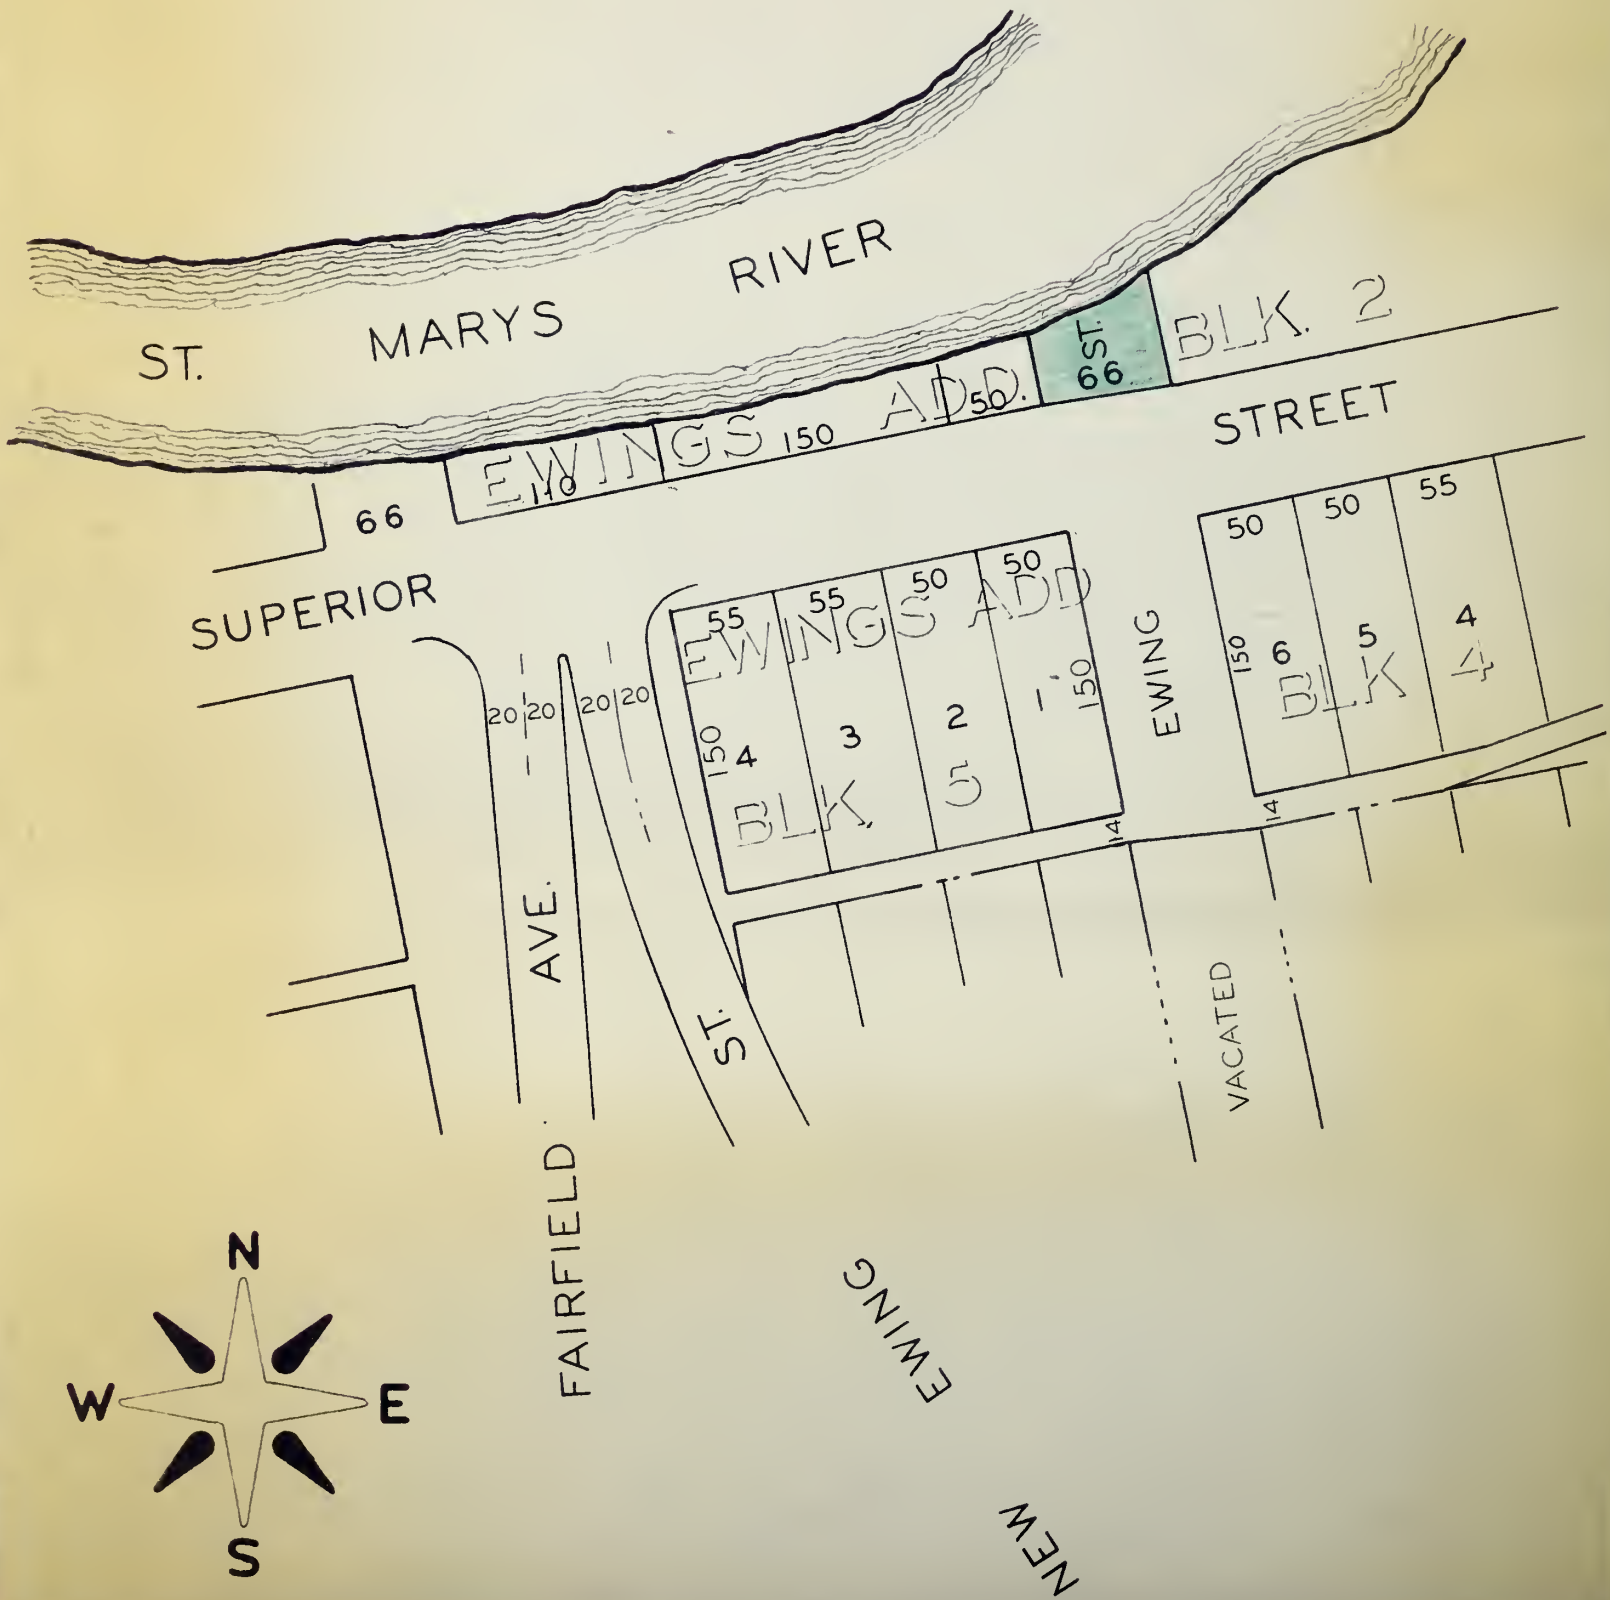 ST. MARYS RIVER
EWINGS ADD. BLK. 2
110 150 50
ST.
66
66
SUPERIOR STREET
55 55 50 50
EWINGS ADD
150 4 3 2 1 150
BLK 5
14
EWING
50 50 55
150 6 5 4
BLK 4
14
20 20 20 20
FAIRFIELD AVE.
NEW EWING ST.
VACATED
N
W E
S